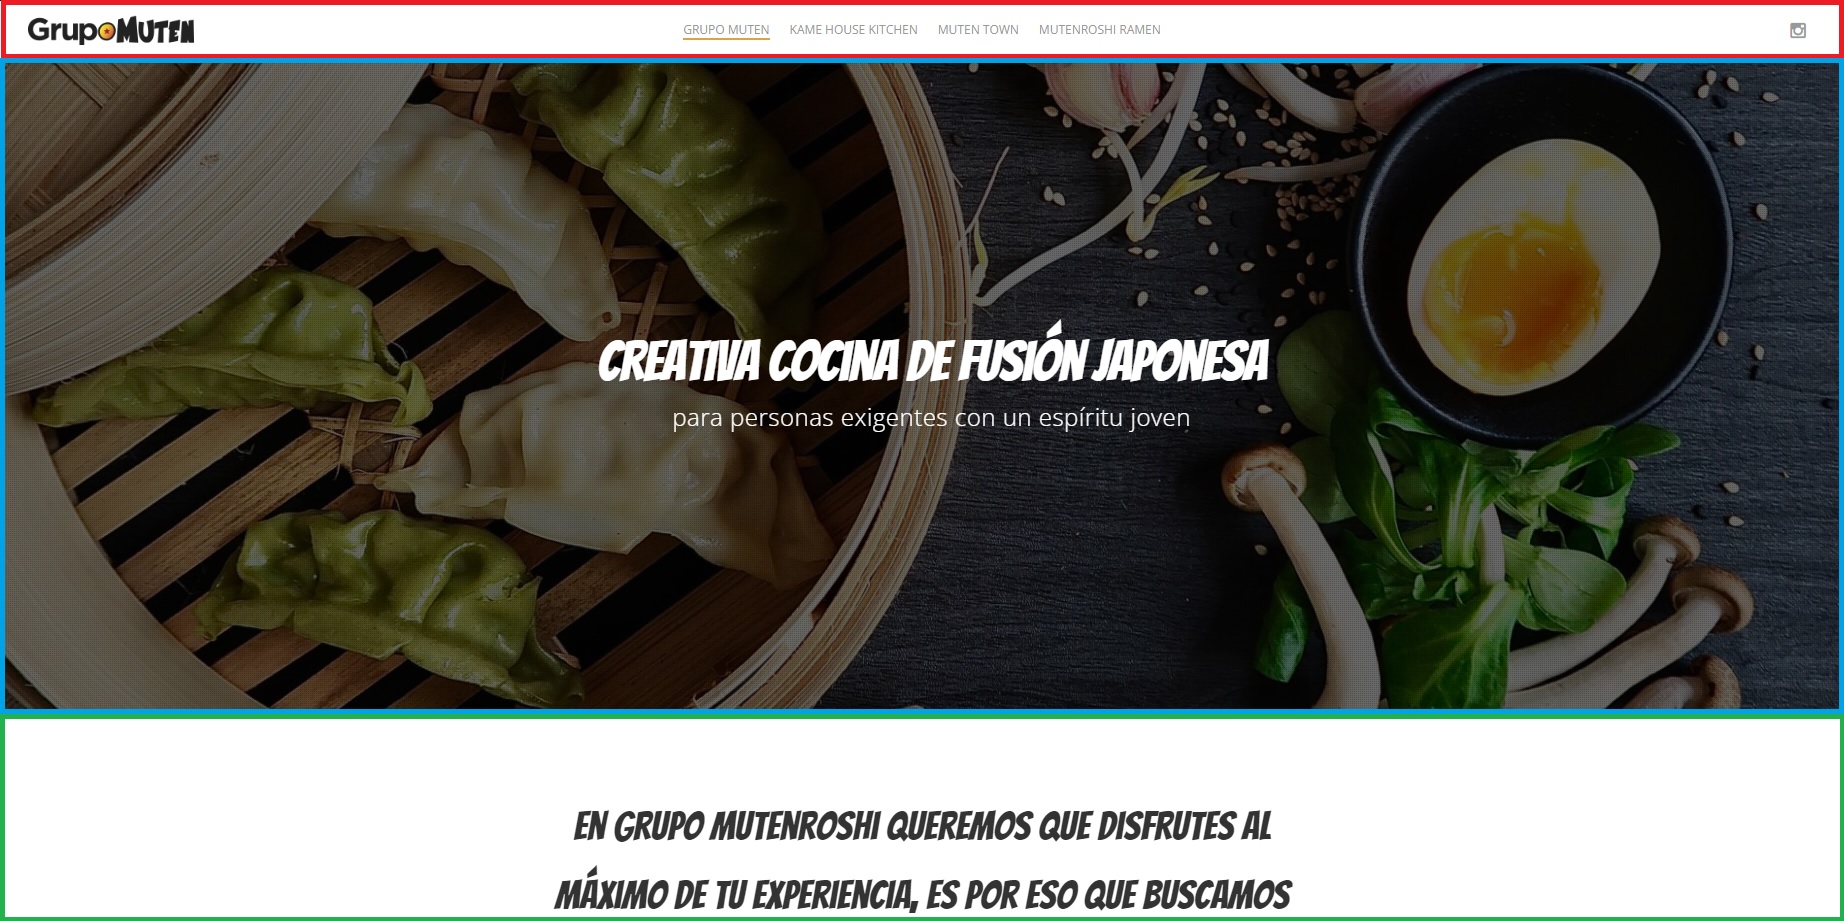 GrupoMUTEN
GRUPO MUTEN KAME HOUSE KITCHEN MUTEN TOWN MUTENROSHI RAMEN
CREATIVA COCINA DE FUSIÓN JAPONESA
para personas exigentes con un espíritu joven
EN GRUPO MUTENROSHI QUEREMOS QUE DISFRUTES AL
MÁXIMO DE TU EXPERIENCIA, ES POR ESO QUE BUSCAMOS